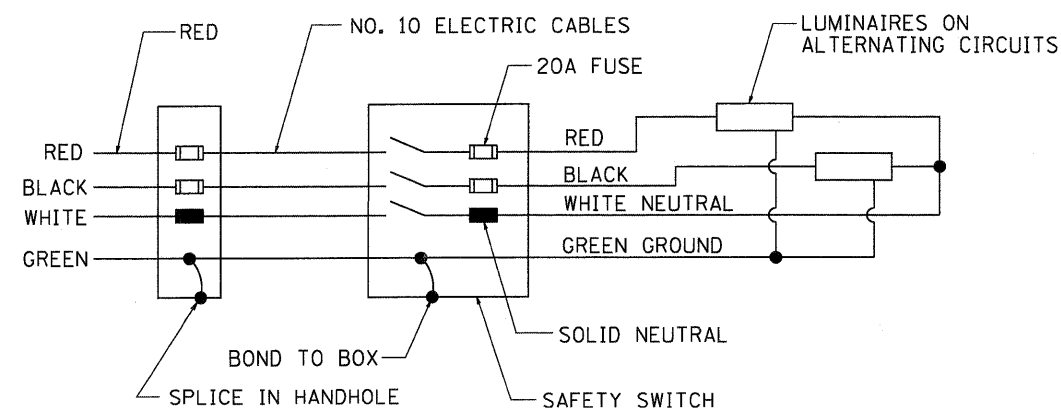 RED
NO. 10 ELECTRIC CABLES
LUMINAIRES ON
ALTERNATING CIRCUITS
20A FUSE
RED
RED
BLACK
BLACK
WHITE
WHITE NEUTRAL
GREEN
GREEN GROUND
SOLID NEUTRAL
BOND TO BOX
SPLICE IN HANDHOLE
SAFETY SWITCH